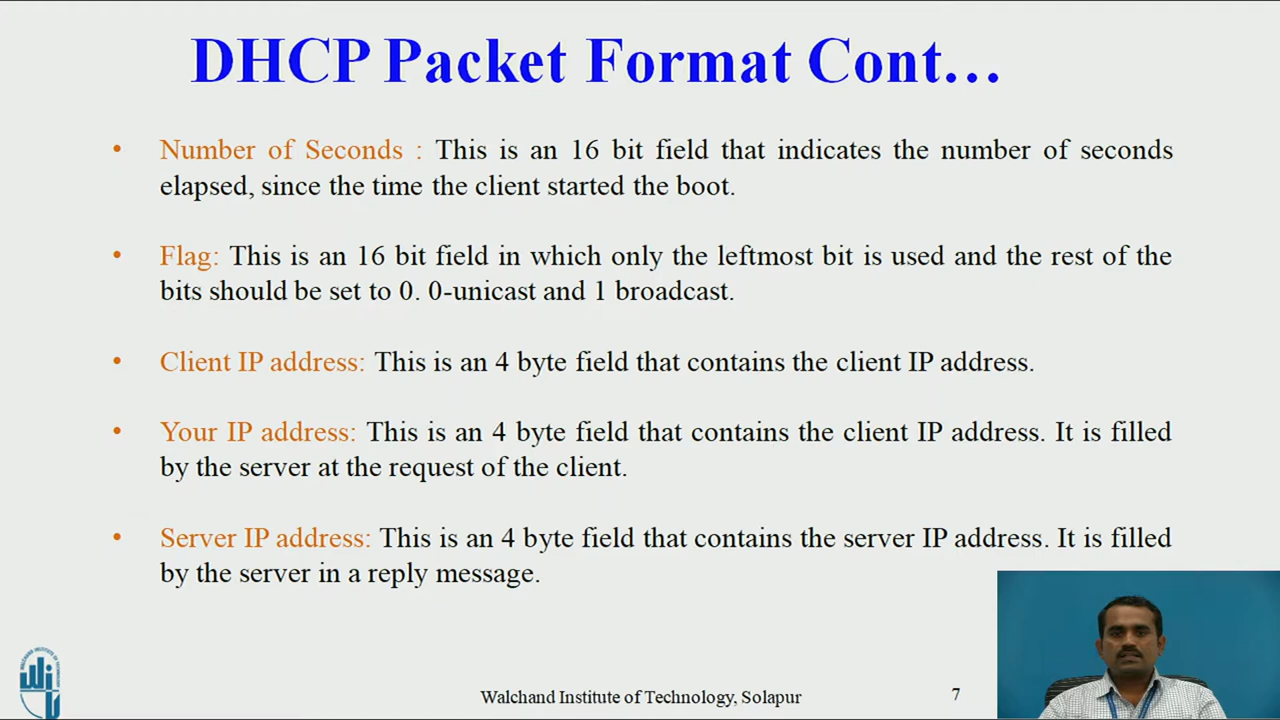 DHCP Packet Format Cont…
• Number of Seconds : This is an 16 bit field that indicates the number of seconds
elapsed, since the time the client started the boot.
• Flag: This is an 16 bit field in which only the leftmost bit is used and the rest of the
bits should be set to 0. 0-unicast and 1 broadcast.
• Client IP address: This is an 4 byte field that contains the client IP address.
• Your IP address: This is an 4 byte field that contains the client IP address. It is filled
by the server at the request of the client.
• Server IP address: This is an 4 byte field that contains the server IP address. It is filled
by the server in a reply message.
WALCHAND INSTITUTE OF TECHNOLOGY
WIT
Walchand Institute of Technology, Solapur
7